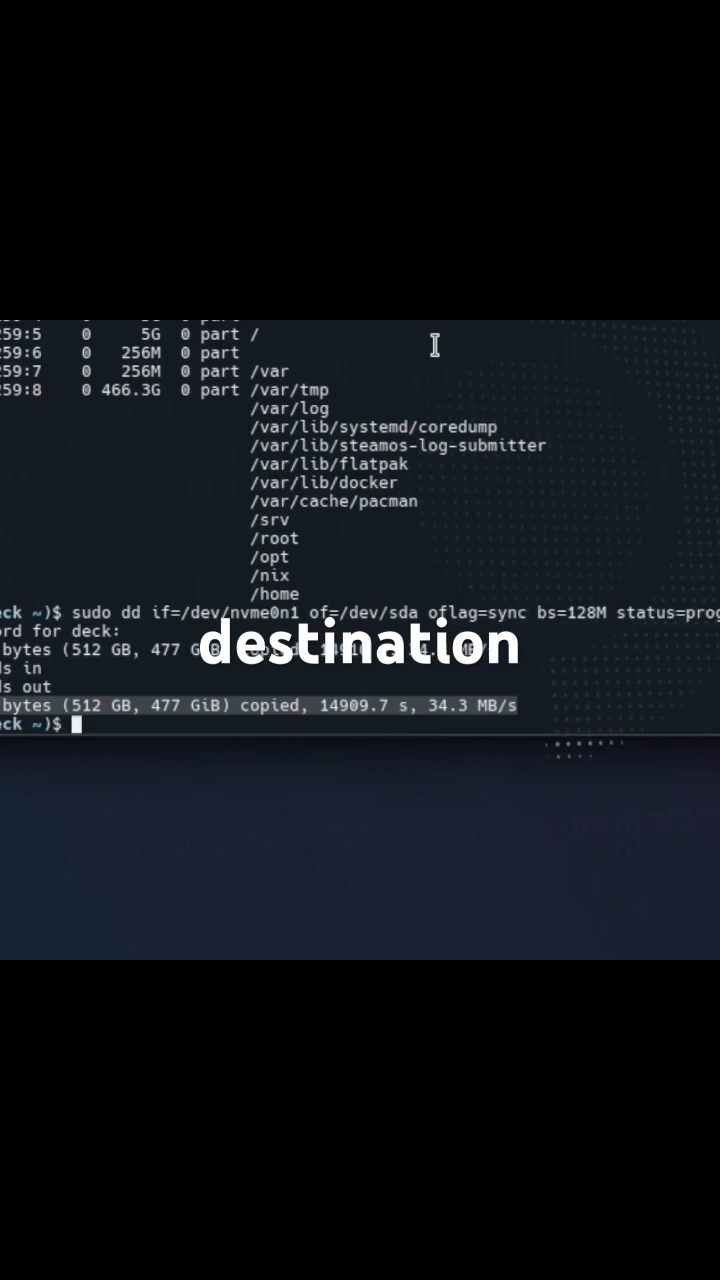 259:5 0 5G 0 part /
259:6 0 256M 0 part
259:7 0 256M 0 part /var
259:8 0 466.3G 0 part /var/tmp
/var/log
/var/lib/systemd/coredump
/var/lib/steamos-log-submitter
/var/lib/flatpak
/var/lib/docker
/var/cache/pacman
/srv
/root
/opt
/nix
/home
eck ~)$ sudo dd if=/dev/nvme0n1 of=/dev/sda oflag=sync bs=128M status=prog
ord for deck:
bytes (512 GB, 477
destination
ds in
ds out
bytes (512 GB, 477 GiB) copied, 14909.7 s, 34.3 MB/s
eck ~)$